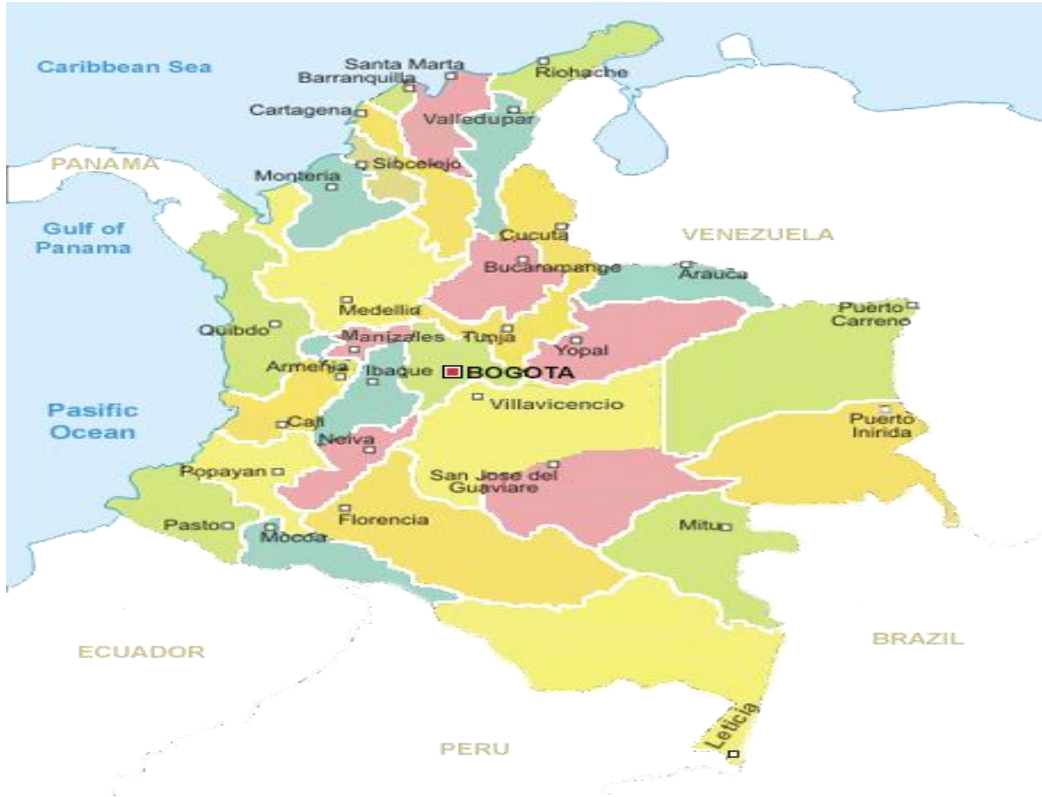 Caribbean Sea
Santa Marta
Barranquilla
Riohache
Cartagena
Valledupar
PANAMA
Sibcelejo
Monteria
Gulf of
Panama
Cucuta
VENEZUELA
Bucaramange
Arauca
Medellin
Puerto
Carreno
Quibdo
Manizales
Tunja
Yopal
Armenia
Ibaque
BOGOTA
Villavicencio
Pasific
Ocean
Cali
Puerto
Inirida
Neiva
Popayan
San Jose del
Guaviare
Florencia
Pasto
Mocoa
Mitu
ECUADOR
BRAZIL
Leticia
PERU